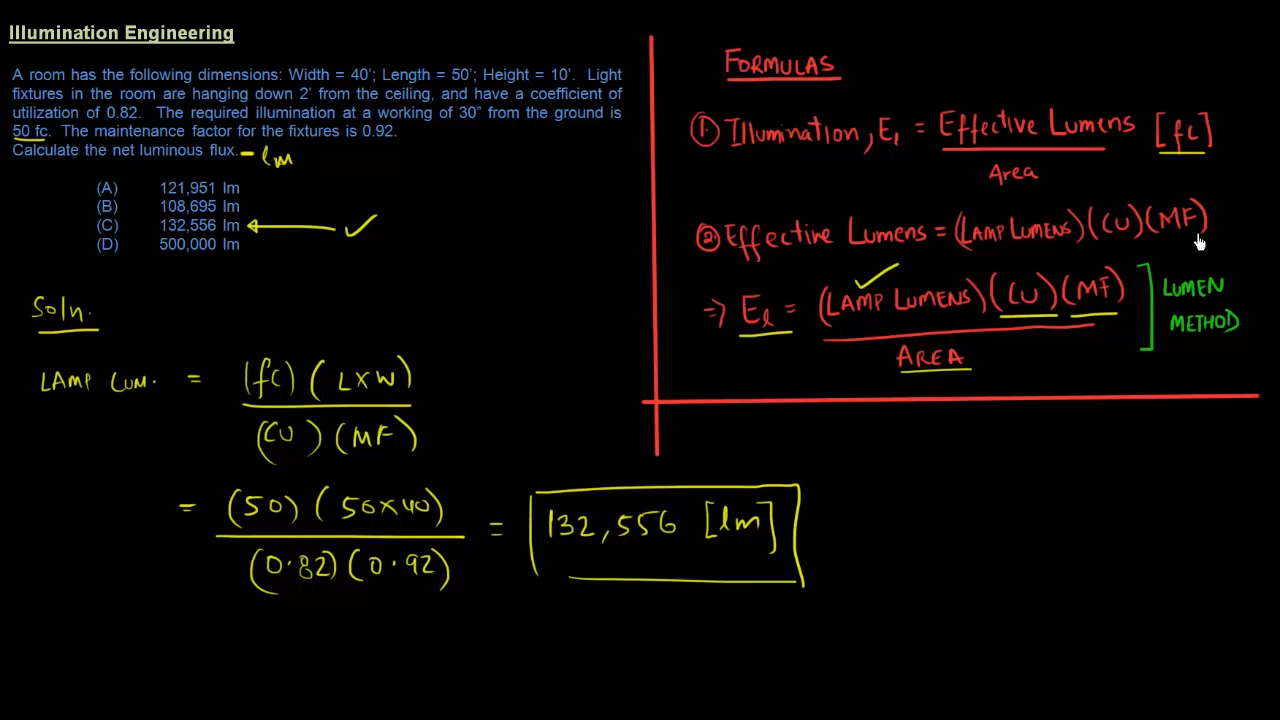 Illumination Engineering
A room has the following dimensions: Width = 40'; Length = 50'; Height = 10'. Light
fixtures in the room are hanging down 2' from the ceiling, and have a coefficient of
utilization of 0.82. The required illumination at a working of 30" from the ground is
50 fc. The maintenance factor for the fixtures is 0.92.
Calculate the net luminous flux. - lm
(A) 121,951 lm
(B) 108,695 lm
(C) 132,556 lm ← ✓
(D) 500,000 lm
Soln.
LAMP LUM. = (fc) (L×W)
(CU) (MF)
= (50) (50×40)
(0.82) (0.92)
= 132,556 [lm]
FORMULAS
① Illumination, El = Effective Lumens [fc]
Area
② Effective Lumens = (LAMP LUMENS) (CU) (MF)
⇒ El = (LAMP LUMENS) (CU) (MF)
AREA
] LUMEN
METHOD